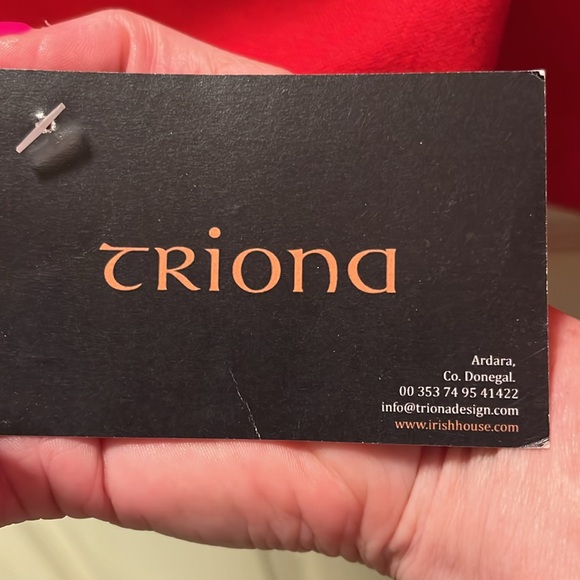 TRIONA
Ardara,
Co. Donegal.
00 353 74 95 41422
info@trionadesign.com
www.irishhouse.com